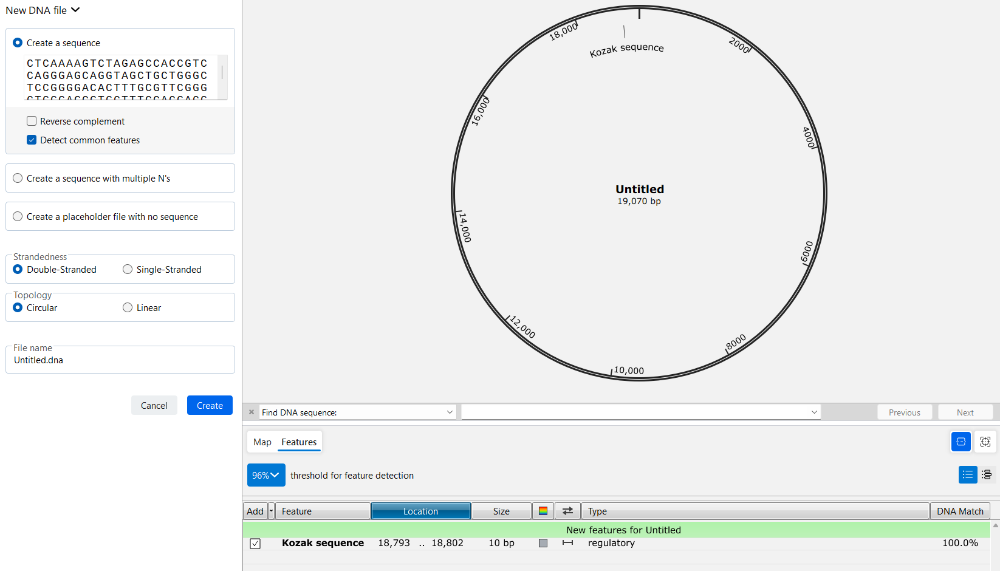 New DNA file
Create a sequence
CTCAAAAGTCTAGAGCCACCGTC
CAGGGAGCAGGTAGCTGCTGGGC
TCCGGGGACACTTTGCGTTCGGG
Reverse complement
Detect common features
Create a sequence with multiple N's
Create a placeholder file with no sequence
Strandedness
Double-Stranded
Single-Stranded
Topology
Circular
Linear
File name
Untitled.dna
Cancel
Create
Kozak sequence
2000
4000
6000
8000
10,000
12,000
14,000
16,000
18,000
Untitled
19,070 bp
Find DNA sequence:
Previous
Next
Map
Features
96%
threshold for feature detection
Add
Feature
Location
Size
Type
DNA Match
New features for Untitled
Kozak sequence 18,793 .. 18,802 10 bp regulatory 100.0%